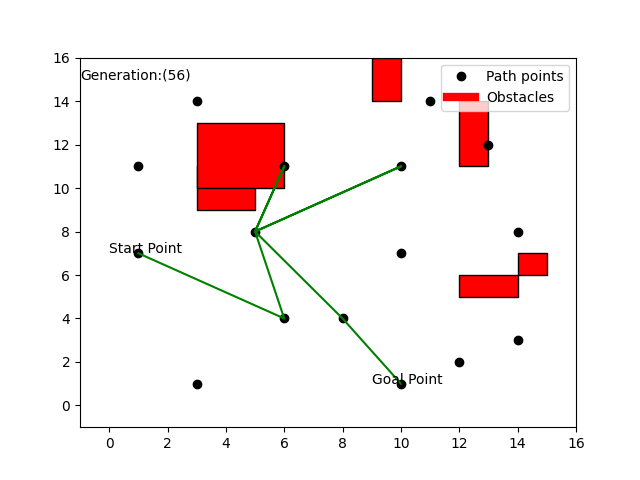 16
14
12
10
8
6
4
2
0
Generation:(56)
Path points
Obstacles
Start Point
Goal Point
0 2 4 6 8 10 12 14 16